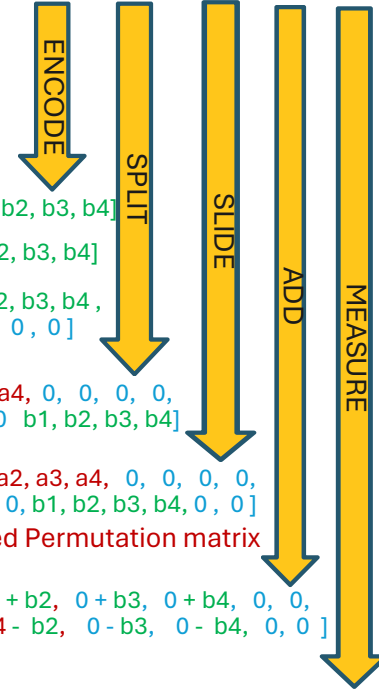 ENCODE
SPLIT
SLIDE
ADD
MEASURE
b2, b3, b4]
2, b3, b4]
2, b3, b4 ,
0 , 0 ]
a4, 0, 0, 0, 0,
0 b1, b2, b3, b4]
a2, a3, a4, 0, 0, 0, 0,
0, b1, b2, b3, b4, 0 , 0 ]
ed Permutation matrix
+ b2, 0 + b3, 0 + b4, 0, 0,
4 - b2, 0 - b3, 0 - b4, 0, 0 ]